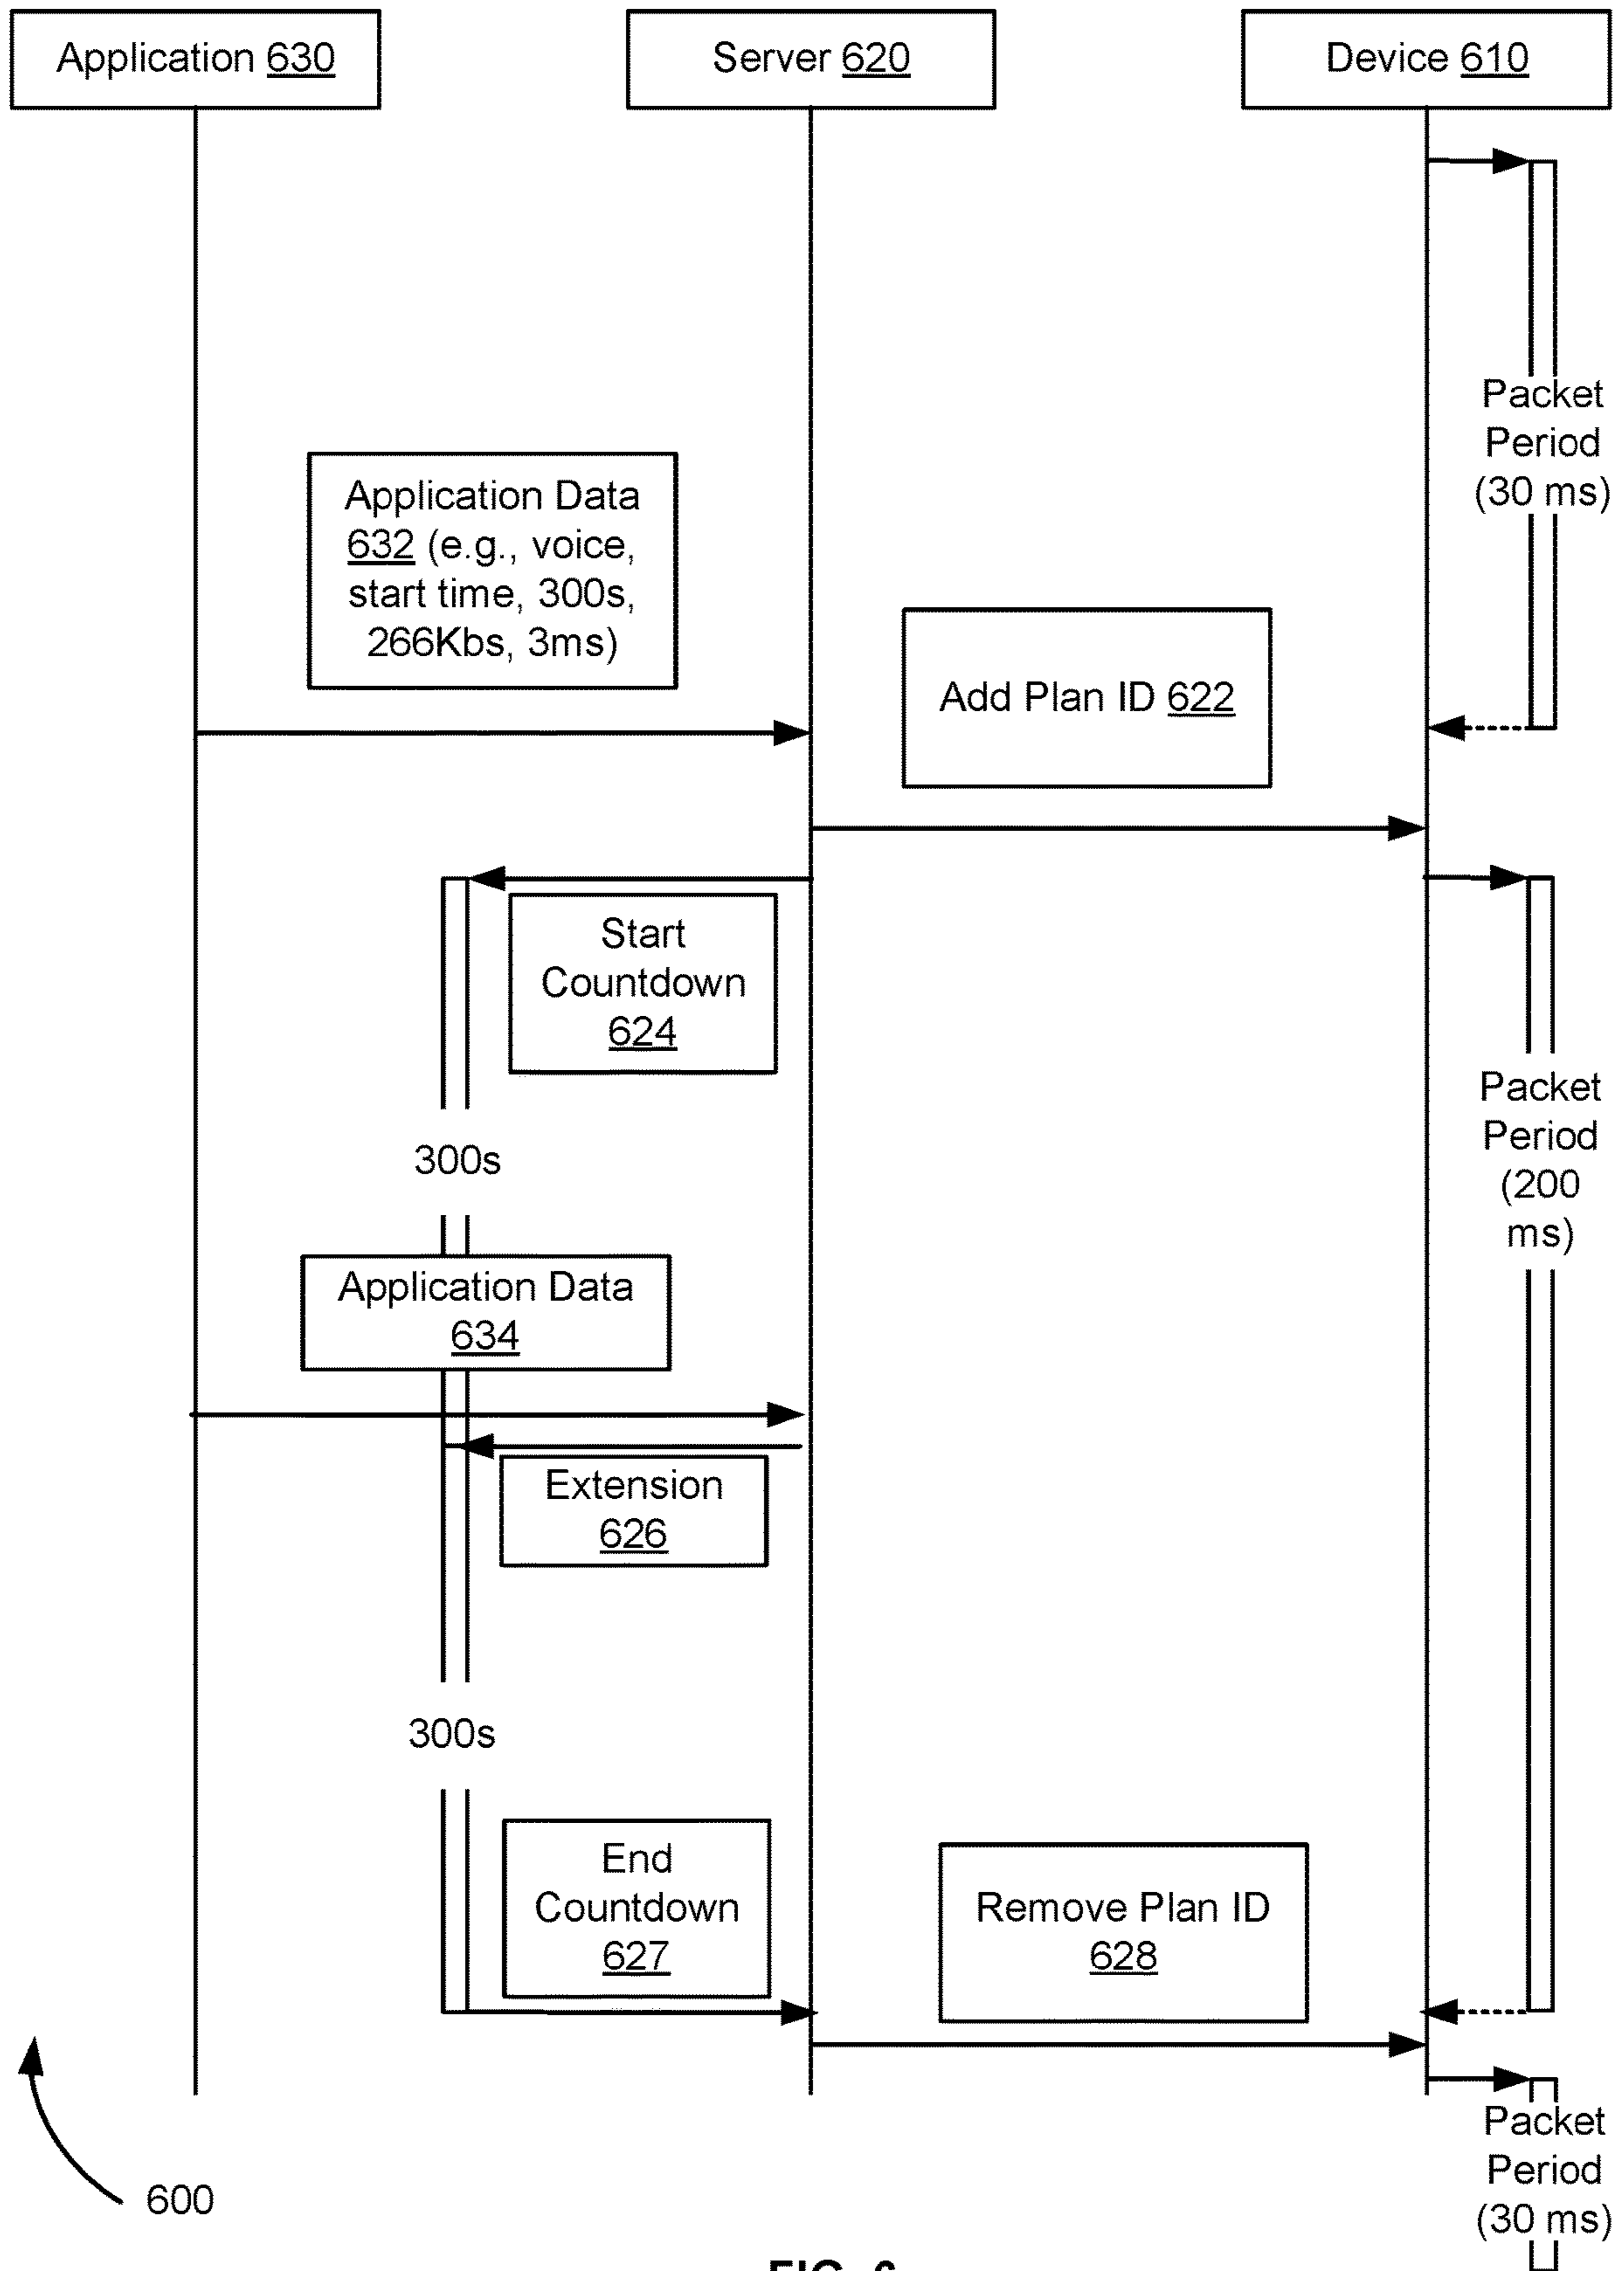 Application 630
Server 620
Device 610
Packet
Period
(30 ms)
Application Data
632 (e.g., voice,
start time, 300s,
266Kbs, 3ms)
Add Plan ID 622
Start
Countdown
624
Packet
Period
(200
ms)
300s
Application Data
634
Extension
626
300s
End
Countdown
627
Remove Plan ID
628
Packet
Period
(30 ms)
600